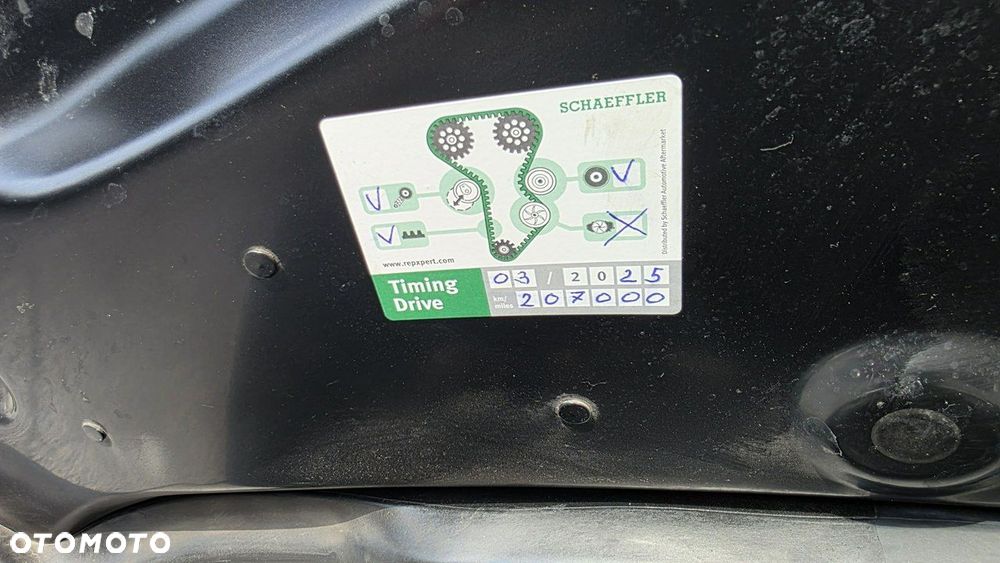 SCHAEFFLER
Distributed by Schaeffler Automotive Aftermarket
V
V
V
X
www.repxpert.com
Timing
Drive
03/2025
km/
miles
207000
OTOMOTO